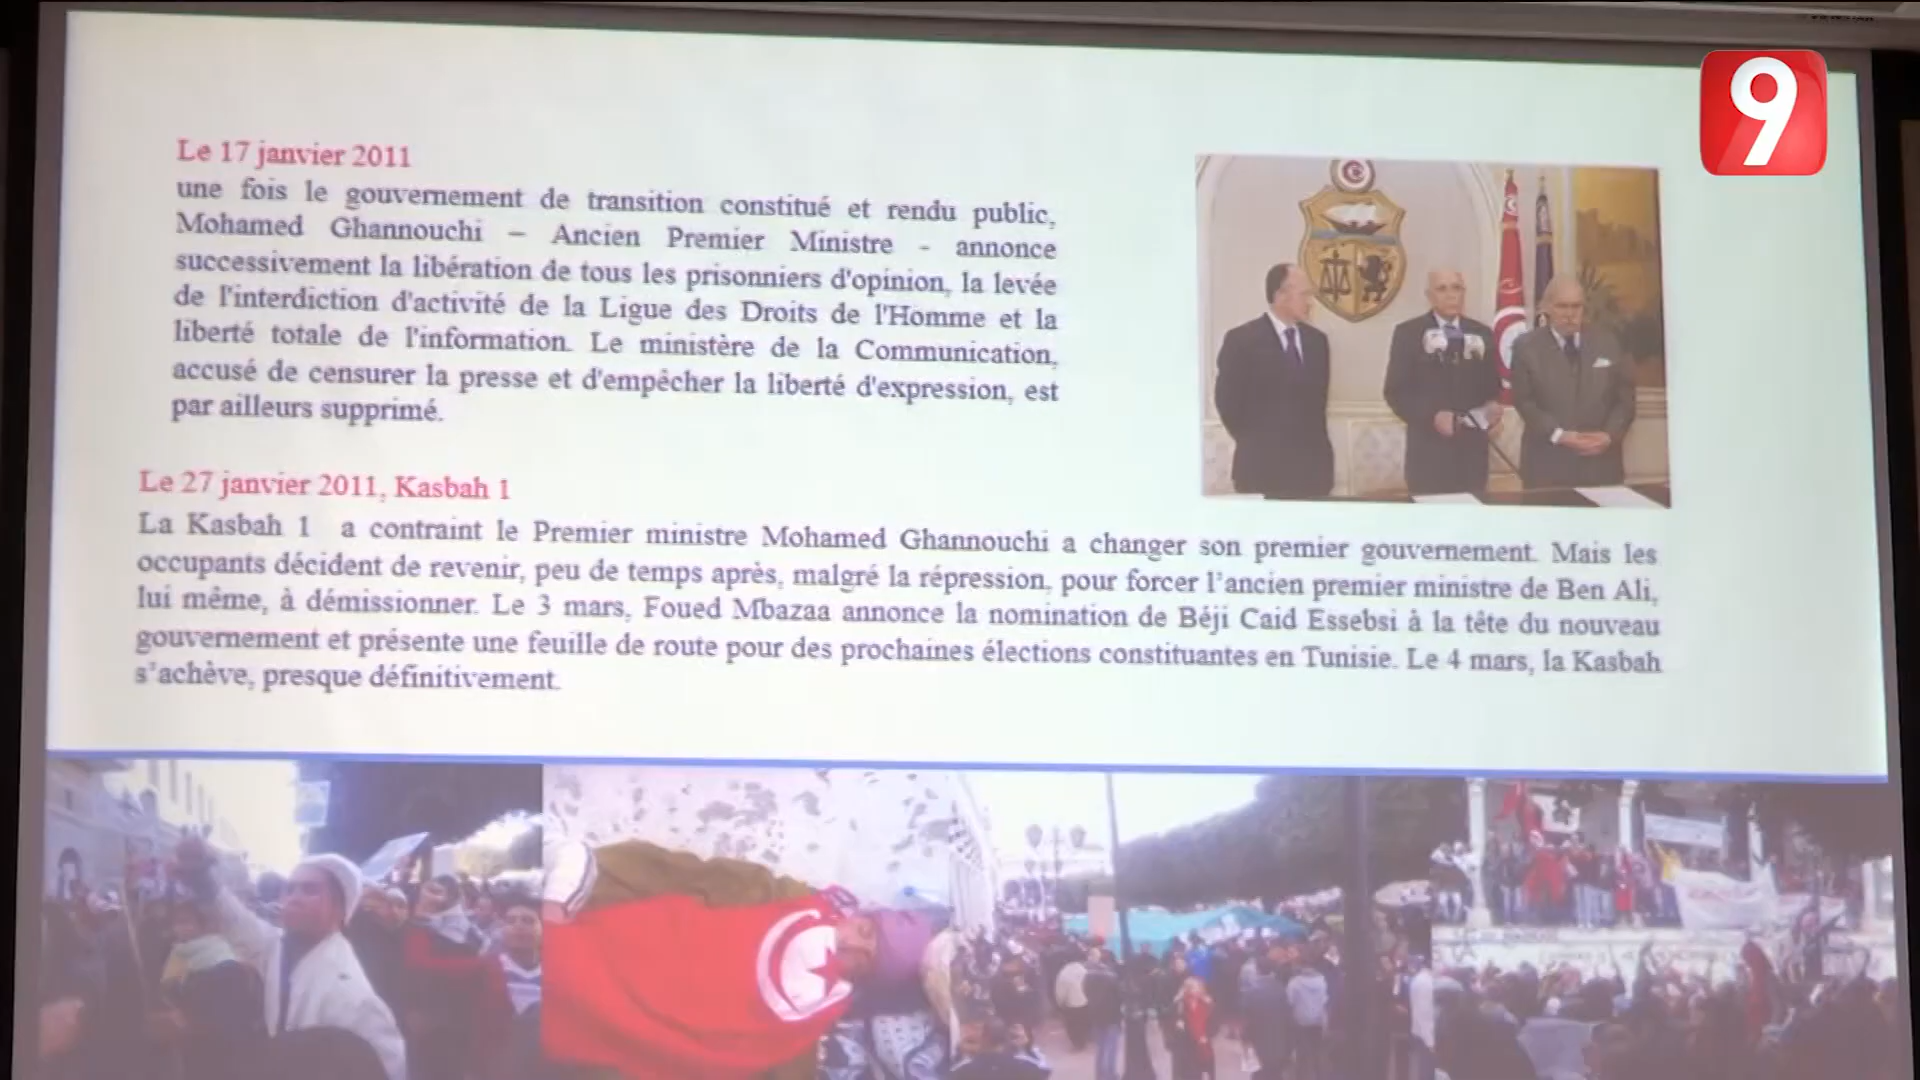 9
Le 17 janvier 2011
une fois le gouvernement de transition constitué et rendu public,
Mohamed Ghannouchi – Ancien Premier Ministre - annonce
successivement la libération de tous les prisonniers d'opinion, la levée
de l'interdiction d'activité de la Ligue des Droits de l'Homme et la
liberté totale de l'information. Le ministère de la Communication,
accusé de censurer la presse et d'empêcher la liberté d'expression, est
par ailleurs supprimé.
Le 27 janvier 2011, Kasbah 1
La Kasbah 1 a contraint le Premier ministre Mohamed Ghannouchi a changer son premier gouvernement. Mais les
occupants décident de revenir, peu de temps après, malgré la répression, pour forcer l’ancien premier ministre de Ben Ali,
lui même, à démissionner. Le 3 mars, Foued Mbazaa annonce la nomination de Béji Caid Essebsi à la tête du nouveau
gouvernement et présente une feuille de route pour des prochaines élections constituantes en Tunisie. Le 4 mars, la Kasbah
s’achève, presque définitivement.